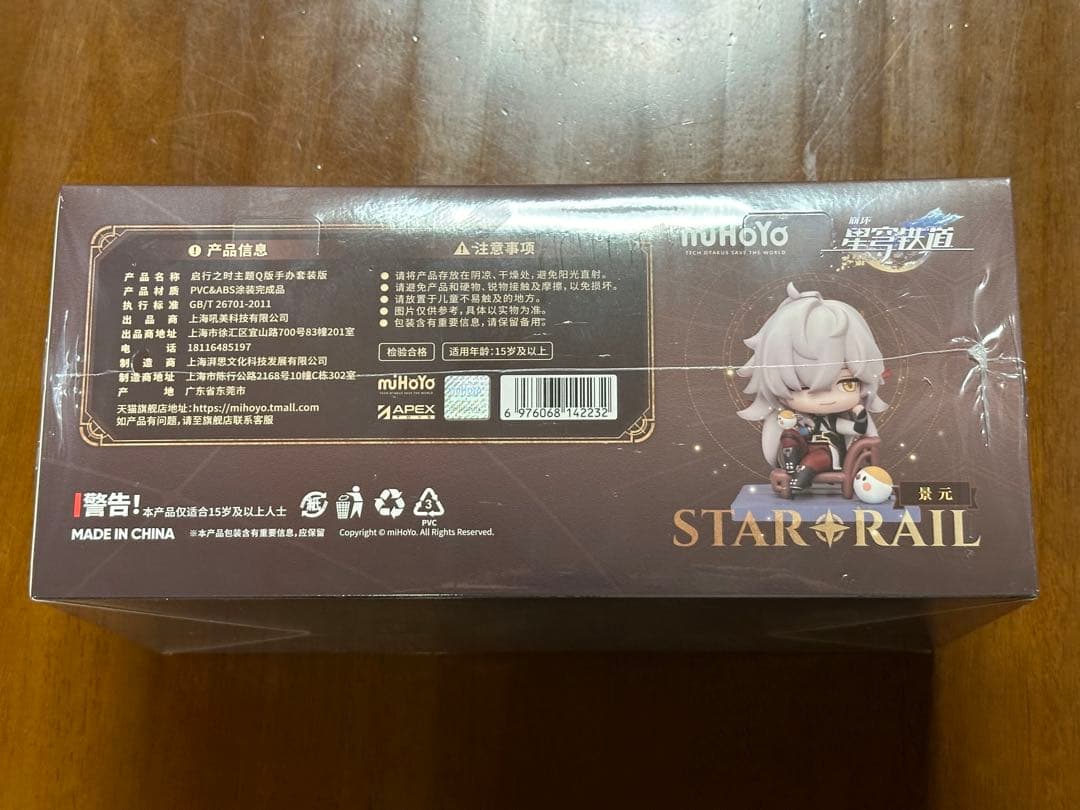 产品信息
产品名称 启行之时主题Q版手办套装版
产品材质 PVC&ABS涂装完成品
执行标准 GB/T 26701-2011
出品商 上海吼美科技有限公司
出品商地址 上海市徐汇区宜山路700号83幢201室
电话 18116485197
制造商 上海湃思文化科技发展有限公司
制造商地址 上海市陈行公路2168号10幢C栋302室
产地 广东省东莞市
天猫旗舰店地址:https://mihoyo.tmall.com
如产品有问题,请至旗舰店联系客服
注意事项
请将产品存放在阴凉、干燥处,避免阳光直射。
请避免产品和硬物、锐物接触及摩擦,以免损坏。
请放置于儿童不易触及的地方。
图片仅供参考,具体以实物为准。
包装含有重要信息,请保留备用。
检验合格 适用年龄:15岁及以上
miHoYo
TECH OTAKUS SAVE THE WORLD
APEX
6 976068 142232
警告!本产品仅适合15岁及以上人士
MADE IN CHINA ※本产品包装含有重要信息,应保留
纸
3
PVC
Copyright © miHoYo. All Rights Reserved.
miHoYo
TECH OTAKUS SAVE THE WORLD
崩坏
星穹铁道
景元
STAR RAIL